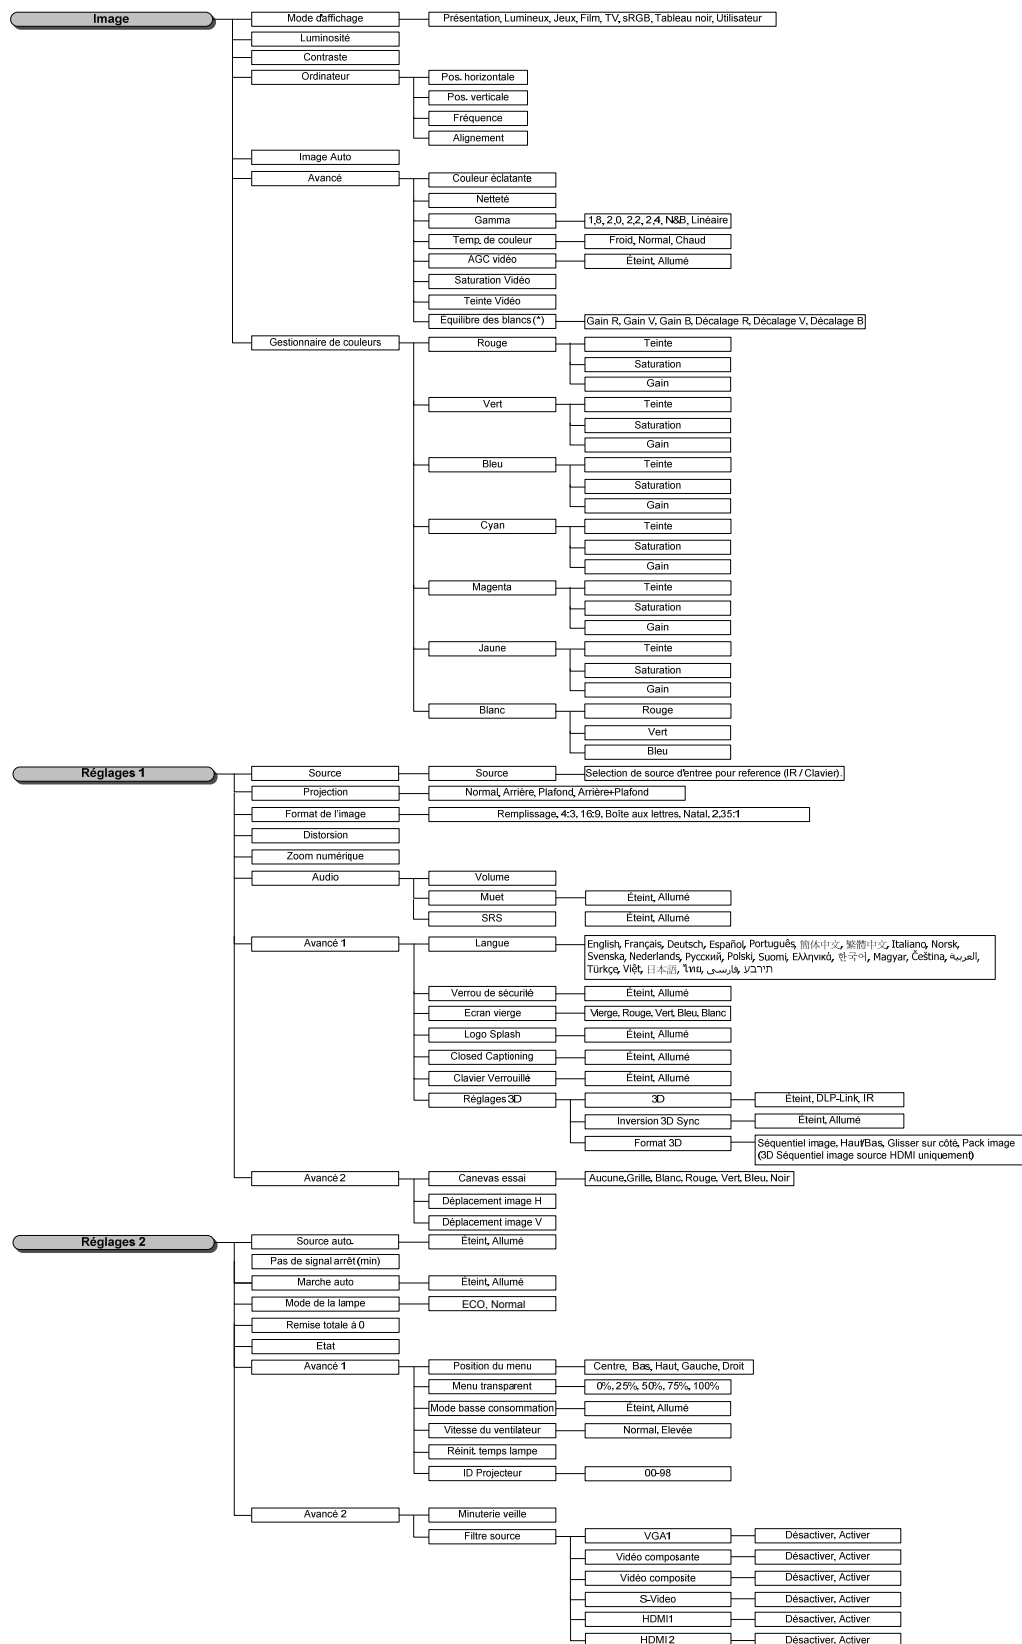 Image
Mode d'affichage
Présentation, Lumineux, Jeux, Film, TV, sRGB, Tableau noir, Utilisateur
Luminosité
Contraste
Ordinateur
Pos. horizontale
Pos. verticale
Fréquence
Alignement
Image Auto
Avancé
Couleur éclatante
Netteté
Gamma
1,8, 2,0, 2,2, 2,4, N&B, Linéaire
Temp. de couleur
Froid, Normal, Chaud
AGC vidéo
Éteint, Allumé
Saturation Vidéo
Teinte Vidéo
Equilibre des blancs (*)
Gain R, Gain V, Gain B, Décalage R, Décalage V, Décalage B
Gestionnaire de couleurs
Rouge
Teinte
Saturation
Gain
Vert
Teinte
Saturation
Gain
Bleu
Teinte
Saturation
Gain
Cyan
Teinte
Saturation
Gain
Magenta
Teinte
Saturation
Gain
Jaune
Teinte
Saturation
Gain
Blanc
Rouge
Vert
Bleu
Réglages 1
Source
Source
Selection de source d'entree pour reference (IR / Clavier).
Projection
Normal, Arrière, Plafond, Arrière+Plafond
Format de l'image
Remplissage, 4:3, 16:9, Boîte aux lettres, Natal, 2,35:1
Distorsion
Zoom numérique
Audio
Volume
Muet
Éteint, Allumé
SRS
Éteint, Allumé
Avancé 1
Langue
English, Français, Deutsch, Español, Português, 簡体中文, 繁體中文, Italiano, Norsk,
Svenska, Nederlands, Русский, Polski, Suomi, Ελληνικά, 한국어, Magyar, Čeština, العربية,
Türkçe, Việt, 日本語, ไทย, فارسی, תירבע
Verrou de sécurité
Éteint, Allumé
Ecran vierge
Vierge, Rouge, Vert, Bleu, Blanc
Logo Splash
Éteint, Allumé
Closed Captioning
Éteint, Allumé
Clavier Verrouillé
Éteint, Allumé
Réglages 3D
3D
Éteint, DLP-Link, IR
Inversion 3D Sync
Éteint, Allumé
Format 3D
Séquentiel image, Haut/Bas, Glisser sur côté, Pack image
(3D Séquentiel image source HDMI uniquement)
Avancé 2
Canevas essai
Aucune,Grille, Blanc, Rouge, Vert, Bleu, Noir
Déplacement image H
Déplacement image V
Réglages 2
Source auto.
Éteint, Allumé
Pas de signal arrêt (min)
Marche auto
Éteint, Allumé
Mode de la lampe
ECO, Normal
Remise totale à 0
Etat
Avancé 1
Position du menu
Centre, Bas, Haut, Gauche, Droit
Menu transparent
0%, 25%, 50%, 75%, 100%
Mode basse consommation
Éteint, Allumé
Vitesse du ventilateur
Normal, Elevée
Réinit. temps lampe
ID Projecteur
00-98
Avancé 2
Minuterie veille
Filtre source
VGA1
Désactiver, Activer
Vidéo composante
Désactiver, Activer
Vidéo composite
Désactiver, Activer
S-Video
Désactiver, Activer
HDMI1
Désactiver, Activer
HDMI 2
Désactiver, Activer